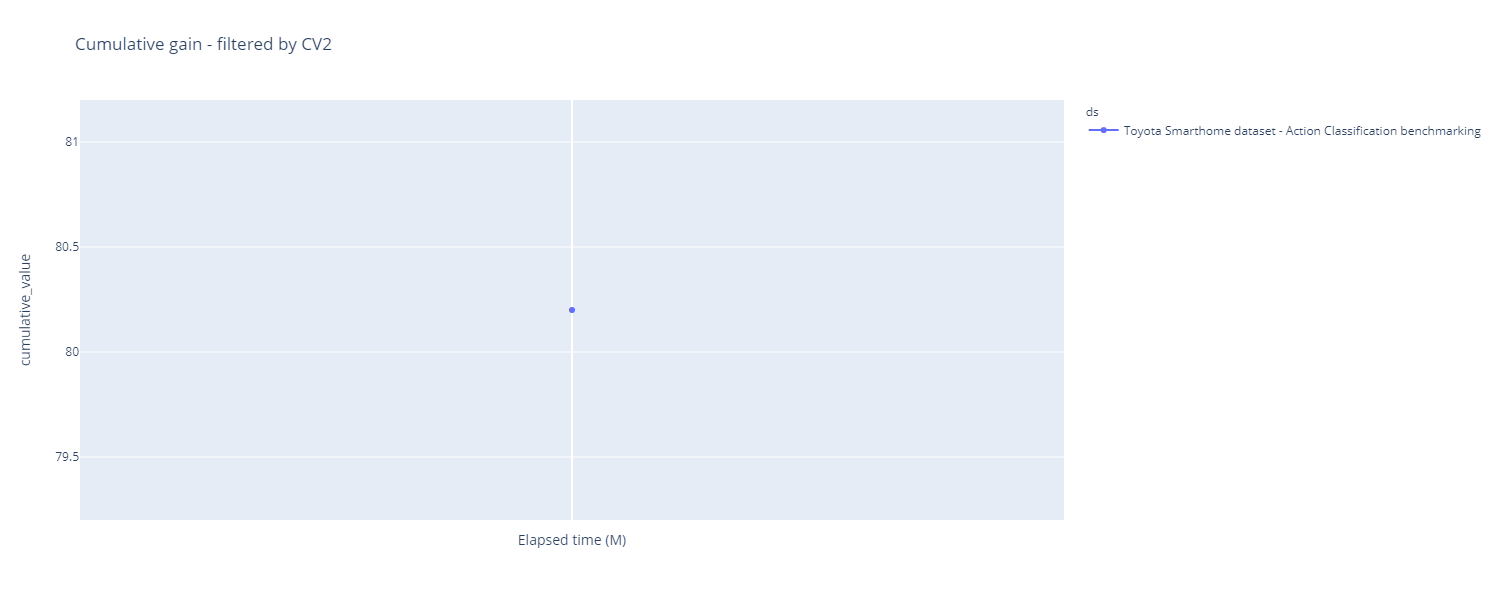 Cumulative gain - filtered by CV2
ds
Toyota Smarthome dataset - Action Classification benchmarking
81
80.5
80
79.5
cumulative_value
Elapsed time (M)